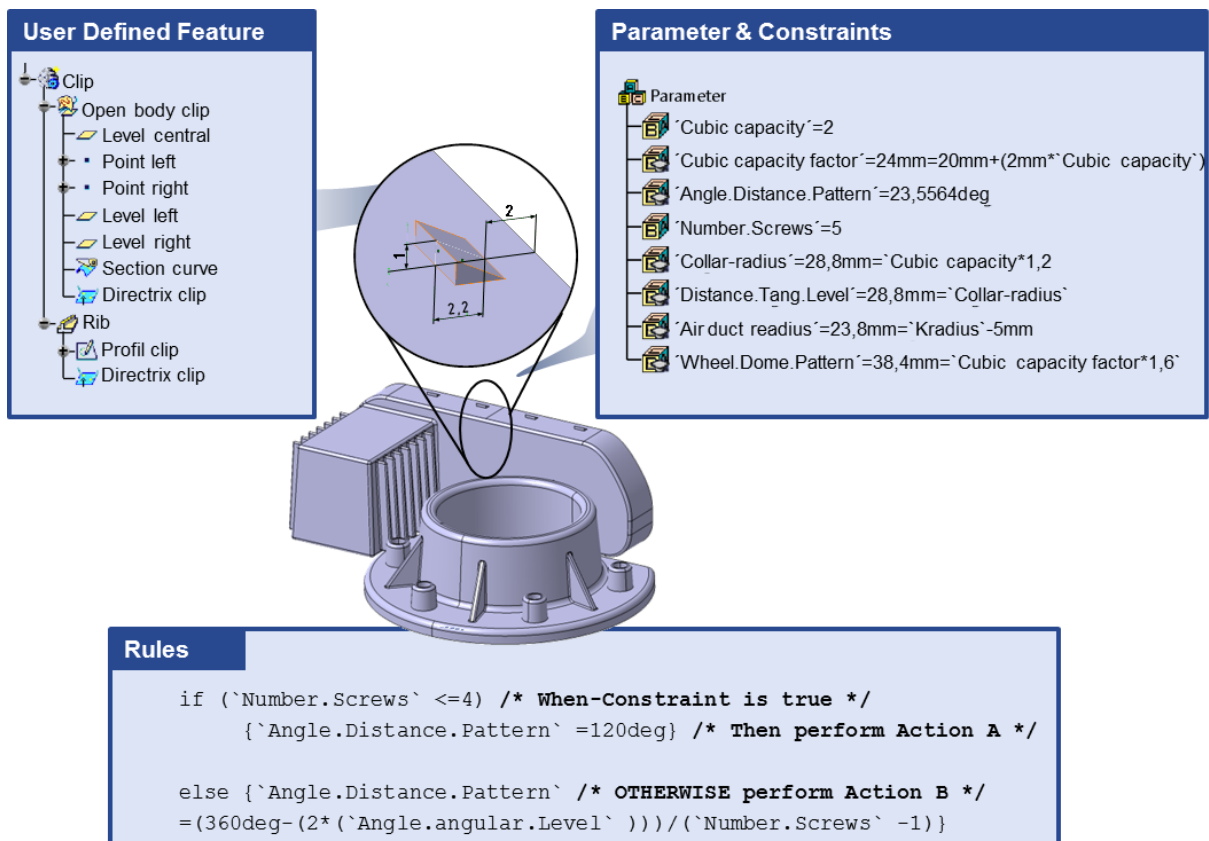 User Defined Feature
Clip
Open body clip
Level central
Point left
Point right
Level left
Level right
Section curve
Directrix clip
Rib
Profil clip
Directrix clip
2
1
2,2
Parameter & Constraints
Parameter
´Cubic capacity´=2
´Cubic capacity factor´=24mm=20mm+(2mm*`Cubic capacity`)
´Angle.Distance.Pattern´=23,5564deg
´Number.Screws´=5
´Collar-radius´=28,8mm=`Cubic capacity*1,2
´Distance.Tang.Level´=28,8mm=`Collar-radius`
´Air duct readius´=23,8mm=`Kradius`-5mm
´Wheel.Dome.Pattern´=38,4mm=`Cubic capacity factor*1,6`
Rules
if (`Number.Screws` <=4) /* When-Constraint is true */
{`Angle.Distance.Pattern` =120deg} /* Then perform Action A */
else {`Angle.Distance.Pattern` /* OTHERWISE perform Action B */
=(360deg-(2*(`Angle.angular.Level` )))/(`Number.Screws` -1)}